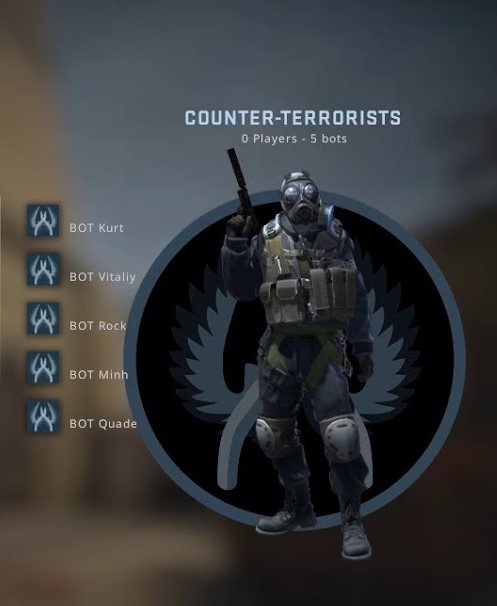 COUNTER-TERRORISTS
0 Players - 5 bots
BOT Kurt
BOT Vitaliy
BOT Rock
BOT Minh
BOT Quade